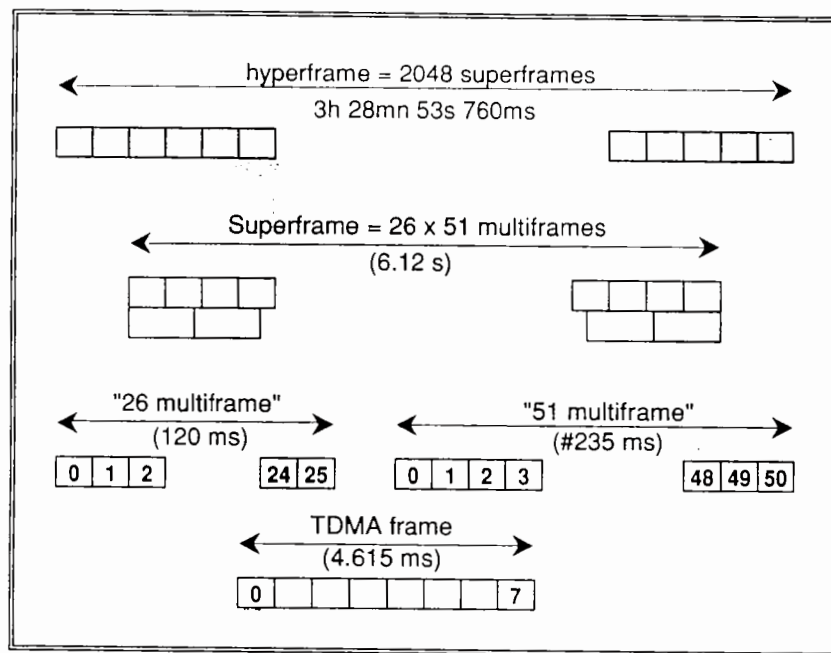 hyperframe = 2048 superframes
3h 28mn 53s 760ms
Superframe = 26 x 51 multiframes
(6.12 s)
"26 multiframe"
(120 ms)
"51 multiframe"
(#235 ms)
0 1 2 24 25
0 1 2 3 48 49 50
TDMA frame
(4.615 ms)
0 7